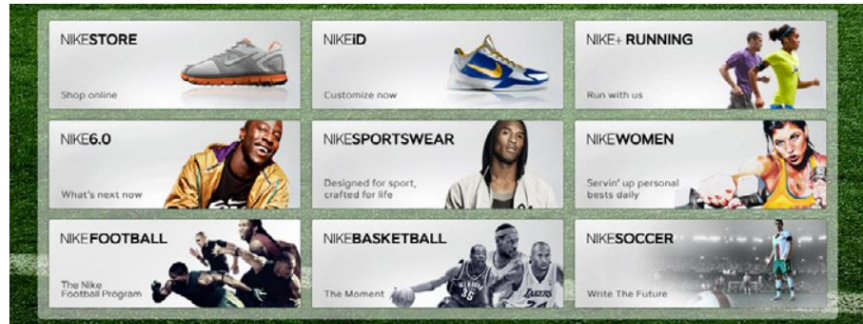 NIKESTORE
Shop online
NIKEiD
Customize now
NIKE+ RUNNING
Run with us
NIKE6.0
What's next now
NIKESPORTSWEAR
Designed for sport,
crafted for life
NIKEWOMEN
Servin' up personal
bests daily
NIKEFOOTBALL
The Nike
Football Program
NIKEBASKETBALL
The Moment
35
LAKERS
NIKESOCCER
Write The Future